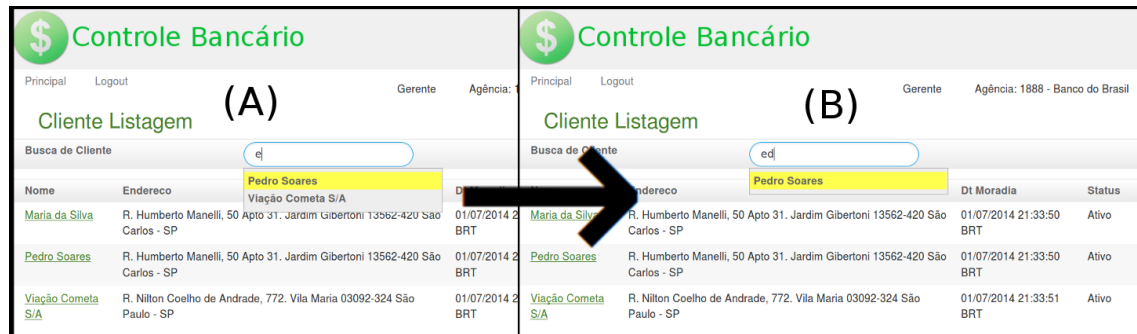 $ Controle Bancário
Principal Logout
Gerente Agência: 1
(A)
Cliente Listagem
Busca de Cliente e
Pedro Soares
Viação Cometa S/A
Nome Endereco
Maria da Silva R. Humberto Manelli, 50 Apto 31. Jardim Gibertoni 13562-420 São 01/07/2014 2
Carlos - SP BRT
Pedro Soares R. Humberto Manelli, 50 Apto 31. Jardim Gibertoni 13562-420 São 01/07/2014 2
Carlos - SP BRT
Viação Cometa R. Nilton Coelho de Andrade, 772. Vila Maria 03092-324 São 01/07/2014 2
S/A Paulo - SP BRT
$ Controle Bancário
Principal Logout
Gerente Agência: 1888 - Banco do Brasil
(B)
Cliente Listagem
Busca de Cliente ed
Pedro Soares
Dt Moradia Status
Maria da Silva R. Humberto Manelli, 50 Apto 31. Jardim Gibertoni 13562-420 São 01/07/2014 21:33:50 Ativo
Carlos - SP BRT
Pedro Soares R. Humberto Manelli, 50 Apto 31. Jardim Gibertoni 13562-420 São 01/07/2014 21:33:50 Ativo
Carlos - SP BRT
Viação Cometa R. Nilton Coelho de Andrade, 772. Vila Maria 03092-324 São 01/07/2014 21:33:51 Ativo
S/A Paulo - SP BRT